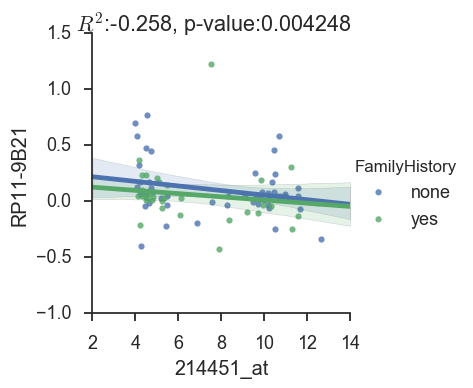 R²:-0.258, p-value:0.004248
1.5
1.0
0.5
0.0
−0.5
−1.0
RP11-9B21
2 4 6 8 10 12 14
214451_at
FamilyHistory
none
yes